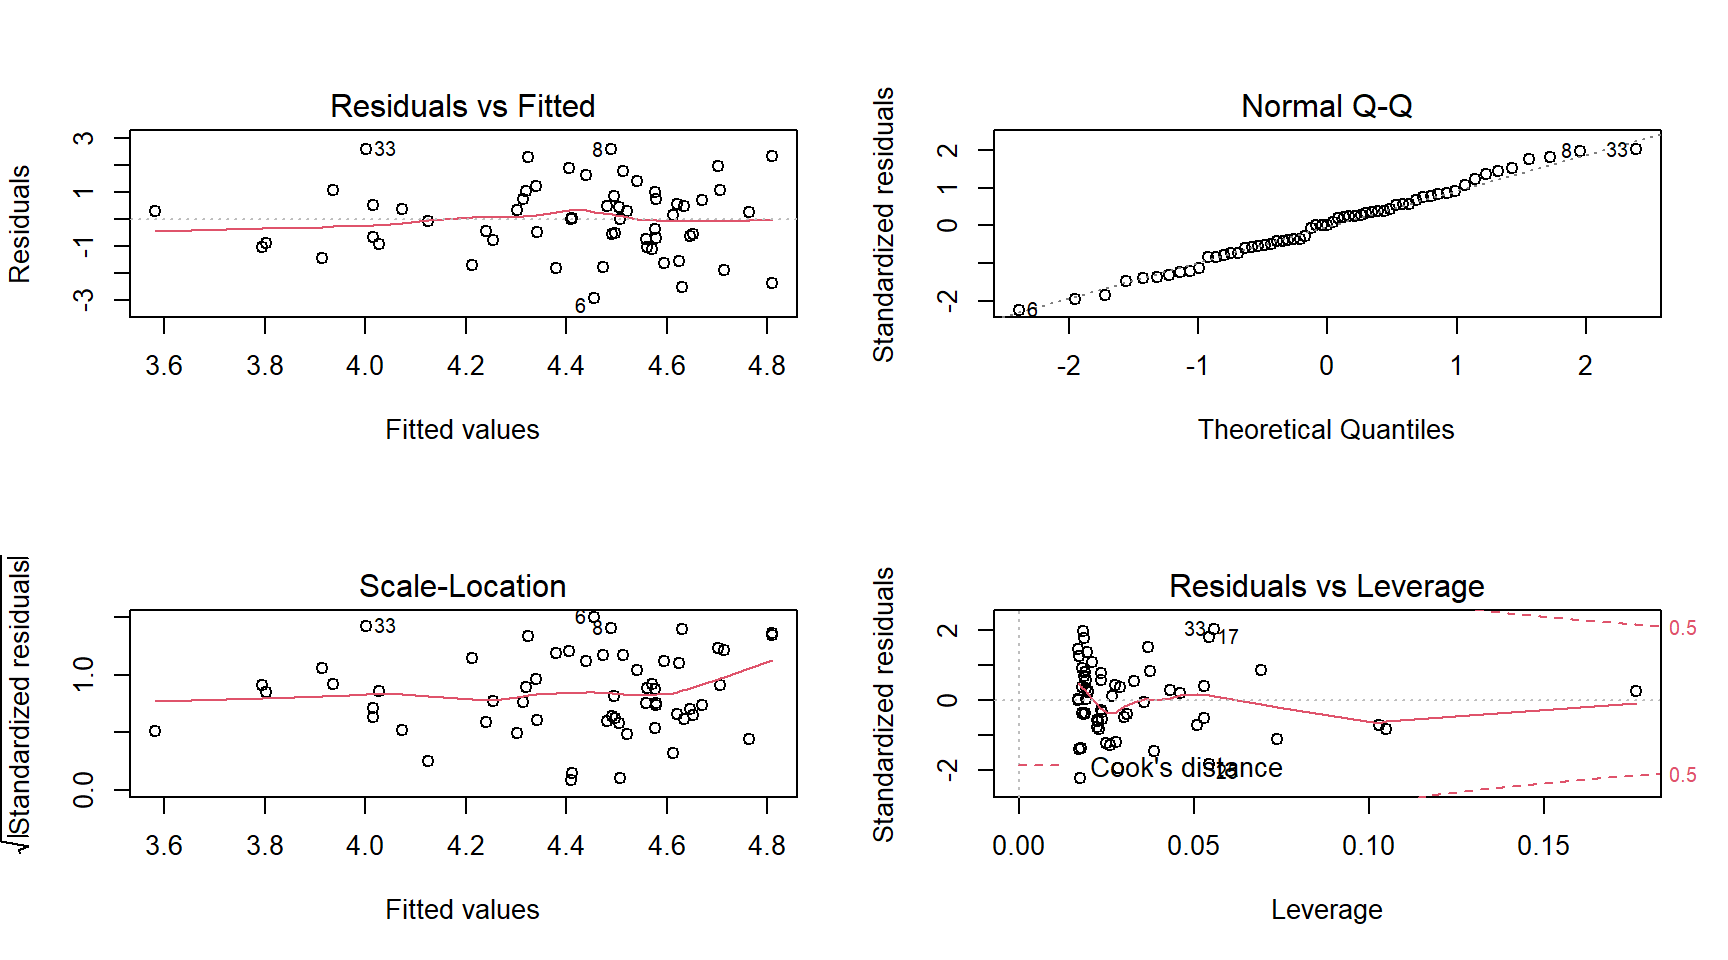 Residuals vs Fitted
Residuals
3
1
-1
-3
33
8
6
3.6 3.8 4.0 4.2 4.4 4.6 4.8
Fitted values
Normal Q-Q
Standardized residuals
2
1
0
-2
8 33
6
-2 -1 0 1 2
Theoretical Quantiles
Scale-Location
√|Standardized residuals|
1.0
0.0
6
8
33
3.6 3.8 4.0 4.2 4.4 4.6 4.8
Fitted values
Residuals vs Leverage
Standardized residuals
2
0
-2
33
17
0.5
0.5
Cook's distance
0.00 0.05 0.10 0.15
Leverage